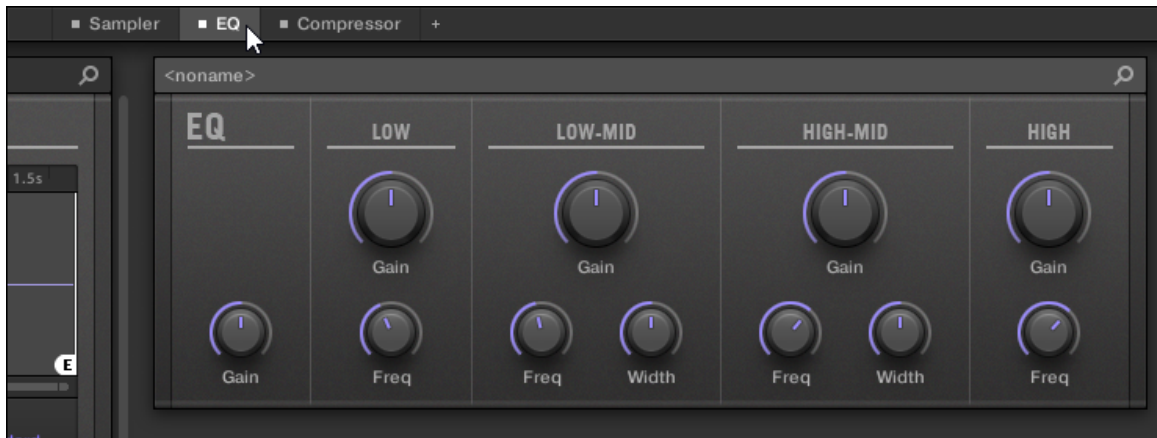 Sampler EQ Compressor +
<noname>
EQ LOW LOW-MID HIGH-MID HIGH
1.5s
Gain Gain Gain Gain
E
Gain Freq Freq Width Freq Width Freq